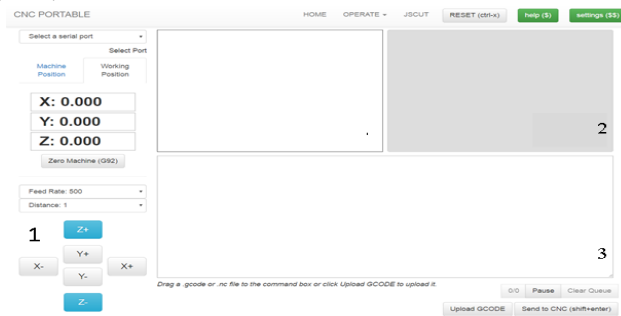 CNC PORTABLE HOME OPERATE JSCUT RESET (ctrl-x) help ($) settings ($$)
Select a serial port
Select Port
Machine Position
Working Position
X: 0.000
Y: 0.000
Z: 0.000
Zero Machine (G92)
2
Feed Rate: 500
Distance: 1
1
Z+
Y+
X- X+
Y-
Z-
3
Drag a .gcode or .nc file to the command box or click Upload GCODE to upload it.
0/0 Pause Clear Queue
Upload GCODE Send to CNC (shift+enter)